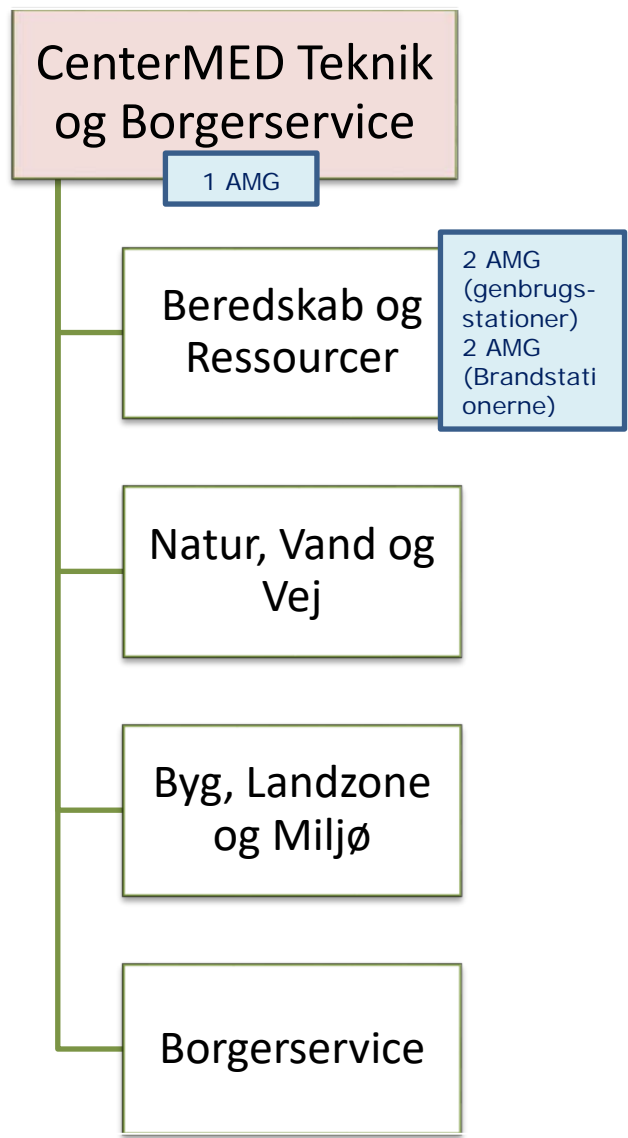 CenterMED Teknik
og Borgerservice
1 AMG
Beredskab og
Ressourcer
2 AMG
(genbrugs-
stationer)
2 AMG
(Brandstati
onerne)
Natur, Vand og
Vej
Byg, Landzone
og Miljø
Borgerservice